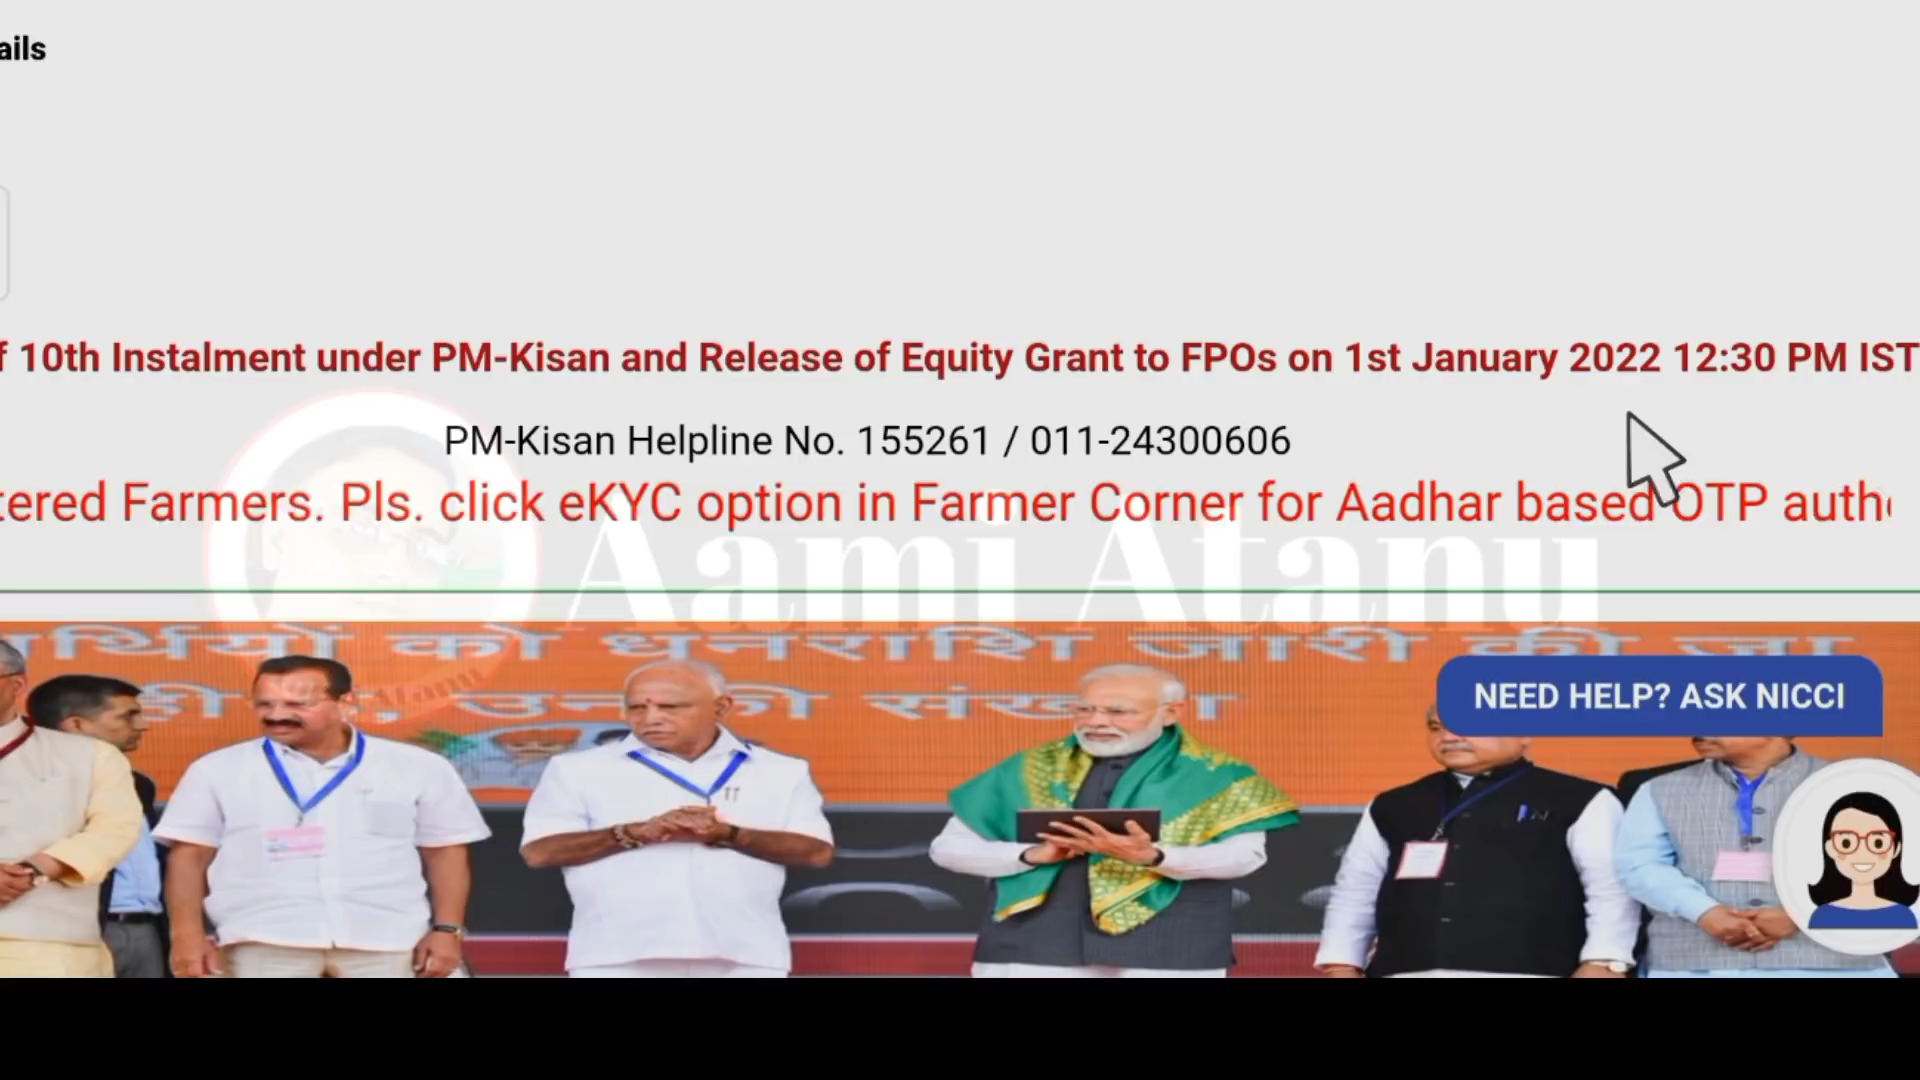 ails
f 10th Instalment under PM-Kisan and Release of Equity Grant to FPOs on 1st January 2022 12:30 PM IST
PM-Kisan Helpline No. 155261 / 011-24300606
tered Farmers. Pls. click eKYC option in Farmer Corner for Aadhar based OTP auth
Aami Atanu
र्थियों को धनराशि जारी की जा
ही उनकी संख्या
NEED HELP? ASK NICCI